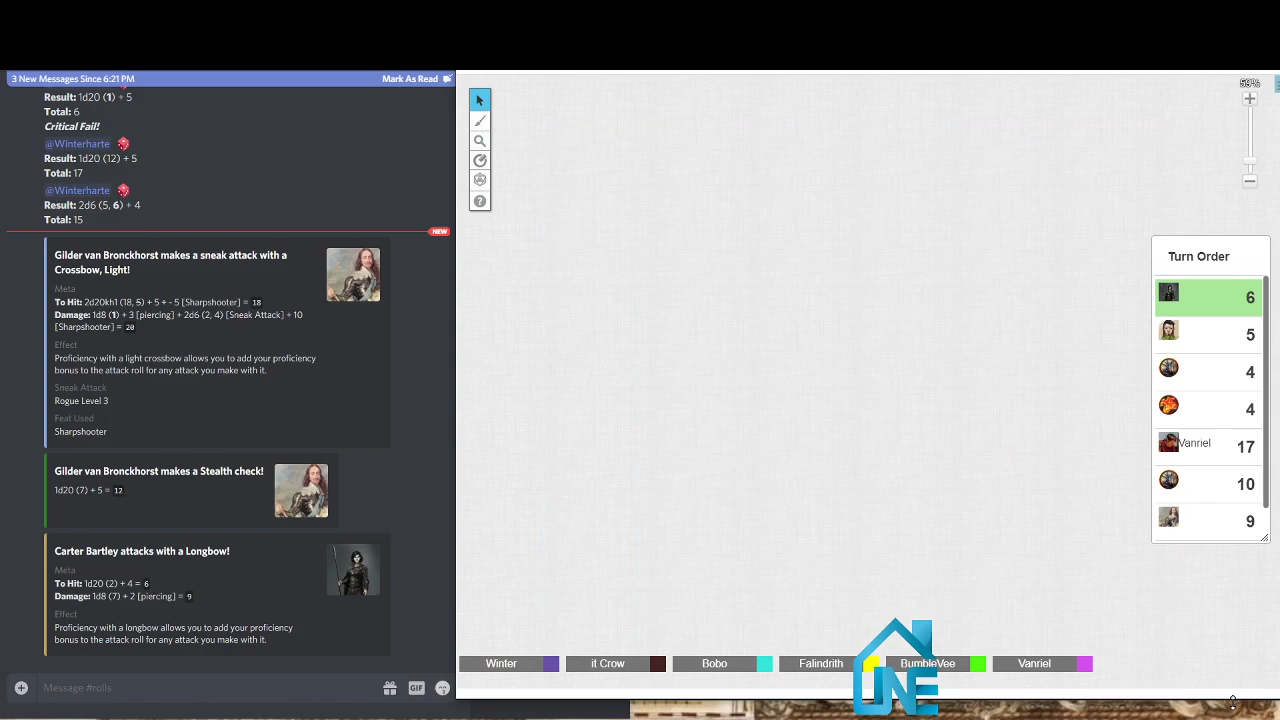 3 New Messages Since 6:21 PM
Mark As Read
Result: 1d20 (1) + 5
Total: 6
Critical Fail!
@Winterharte
Result: 1d20 (12) + 5
Total: 17
@Winterharte
Result: 2d6 (5, 6) + 4
Total: 15
NEW
Gilder van Bronckhorst makes a sneak attack with a
Crossbow, Light!
Meta
To Hit: 2d20kh1 (18, 5) + 5 + - 5 [Sharpshooter] = 18
Damage: 1d8 (1) + 3 [piercing] + 2d6 (2, 4) [Sneak Attack] + 10
[Sharpshooter] = 20
Effect
Proficiency with a light crossbow allows you to add your proficiency
bonus to the attack roll for any attack you make with it.
Sneak Attack
Rogue Level 3
Feat Used
Sharpshooter
Gilder van Bronckhorst makes a Stealth check!
1d20 (7) + 5 = 12
Carter Bartley attacks with a Longbow!
Meta
To Hit: 1d20 (2) + 4 = 6
Damage: 1d8 (7) + 2 [piercing] = 9
Effect
Proficiency with a longbow allows you to add your proficiency
bonus to the attack roll for any attack you make with it.
Message #rolls
GIF
59%
Turn Order
6
5
4
4
Vanriel 17
10
9
Winter
it Crow
Bobo
Falindrith
BumbleVee
Vanriel
UNE